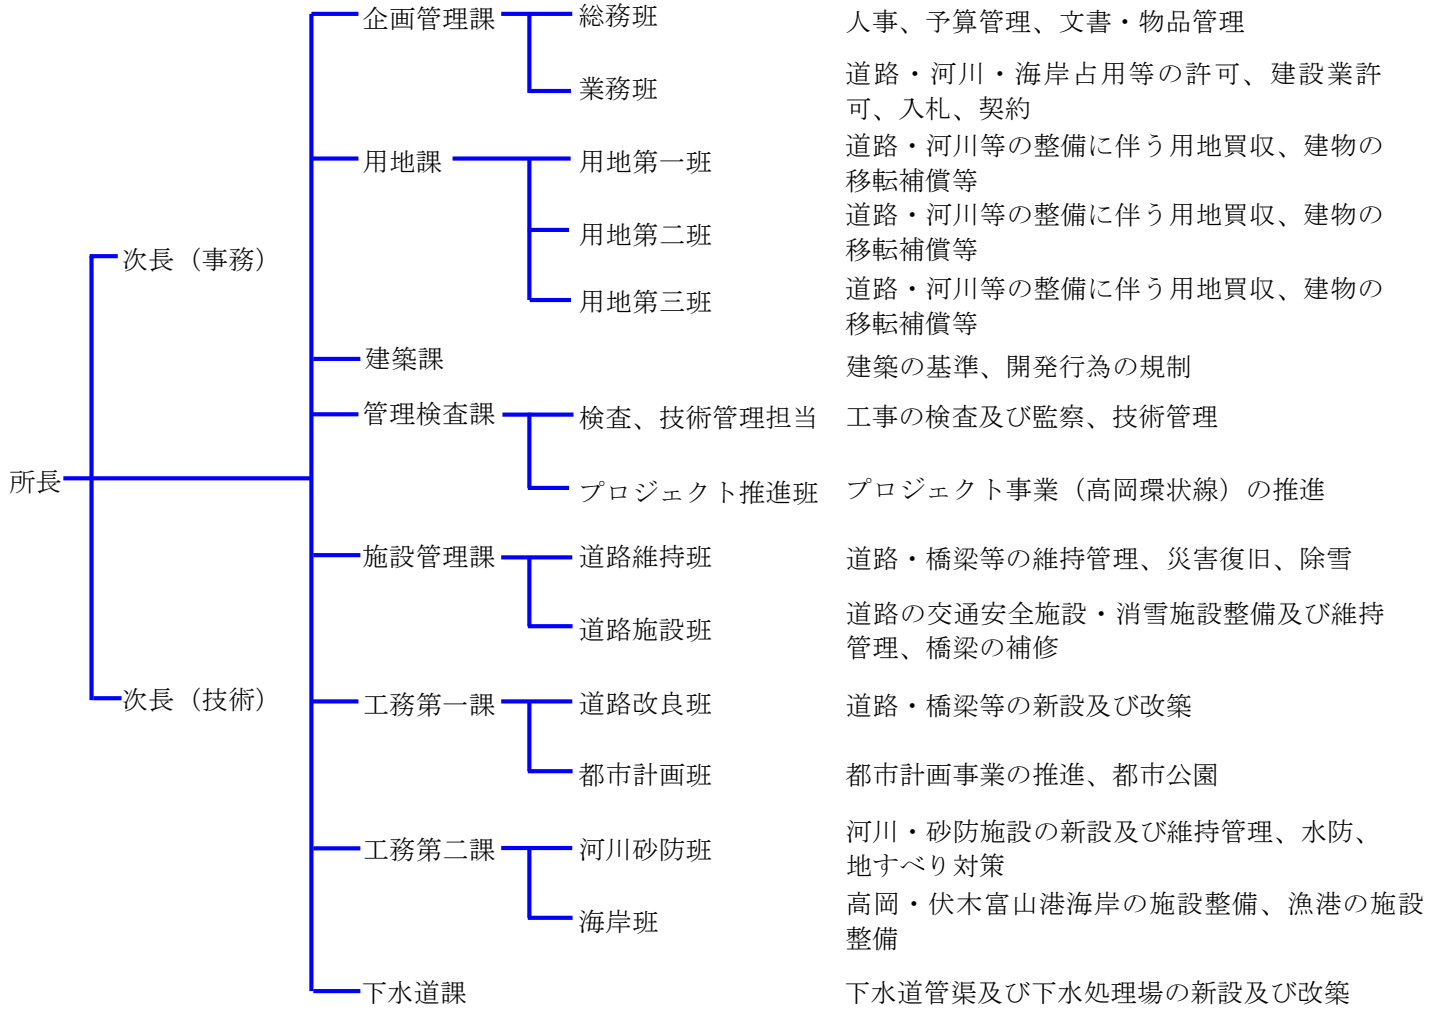 企画管理課
総務班
人事、予算管理、文書・物品管理
業務班
道路・河川・海岸占用等の許可、建設業許
可、入札、契約
用地課
用地第一班
道路・河川等の整備に伴う用地買収、建物の
移転補償等
用地第二班
道路・河川等の整備に伴う用地買収、建物の
移転補償等
次長（事務）
用地第三班
道路・河川等の整備に伴う用地買収、建物の
移転補償等
建築課
建築の基準、開発行為の規制
管理検査課
検査、技術管理担当
工事の検査及び監察、技術管理
所長
プロジェクト推進班
プロジェクト事業（高岡環状線）の推進
施設管理課
道路維持班
道路・橋梁等の維持管理、災害復旧、除雪
道路施設班
道路の交通安全施設・消雪施設整備及び維持
管理、橋梁の補修
次長（技術）
工務第一課
道路改良班
道路・橋梁等の新設及び改築
都市計画班
都市計画事業の推進、都市公園
工務第二課
河川砂防班
河川・砂防施設の新設及び維持管理、水防、
地すべり対策
海岸班
高岡・伏木富山港海岸の施設整備、漁港の施設
整備
下水道課
下水道管渠及び下水処理場の新設及び改築